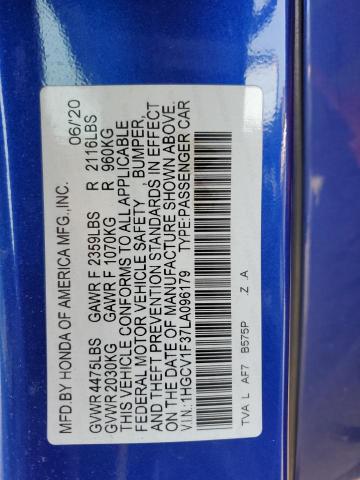 MFD.BY HONDA OF AMERICA MFG.,INC. 06/20
GVWR 4475LBS GAWR F 2359LBS R 2116LBS
GVWR 2030KG GAWR F 1070KG R 960KG
THIS VEHICLE CONFORMS TO ALL APPLICABLE
FEDERAL MOTOR VEHICLE SAFETY , BUMPER,
AND THEFT PREVENTION STANDARDS IN EFFECT
ON THE DATE OF MANUFACTURE SHOWN ABOVE.
V.I.N.:1HGCV1F37LA096179 TYPE:PASSENGER CAR
TVA L AF7 B575P .Z .A